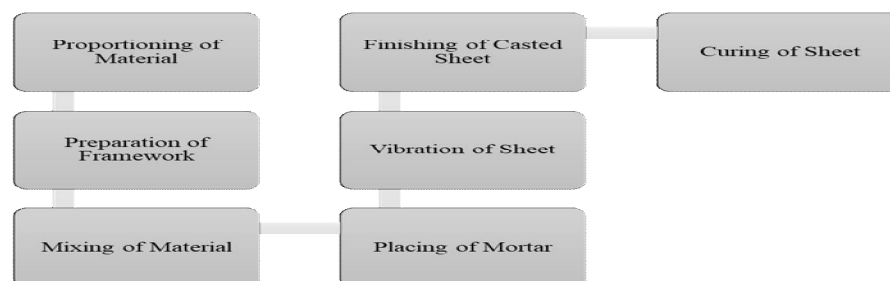 Proportioning of
Material
Preparation of
Framework
Mixing of Material
Placing of Mortar
Vibration of Sheet
Finishing of Casted
Sheet
Curing of Sheet